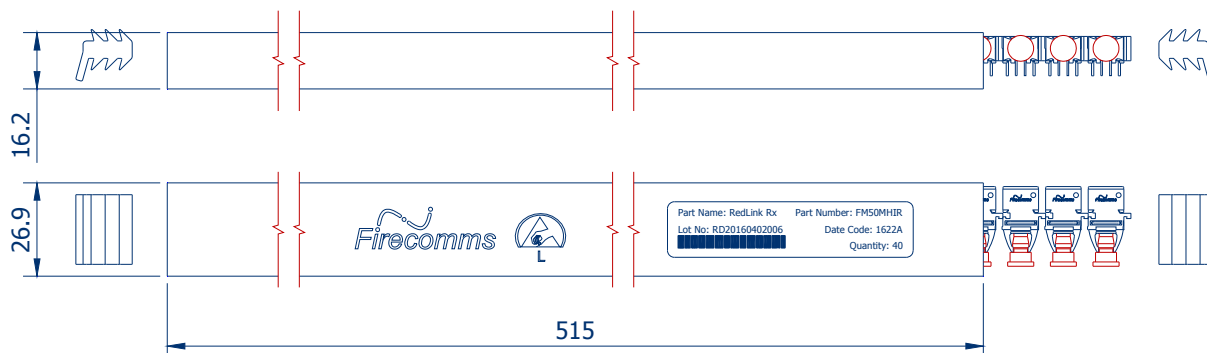 16.2
26.9
Firecomms
L
Part Name: RedLink Rx Part Number: FM50MHIR
Lot No: RD20160402006 Date Code: 1622A
Quantity: 40
515